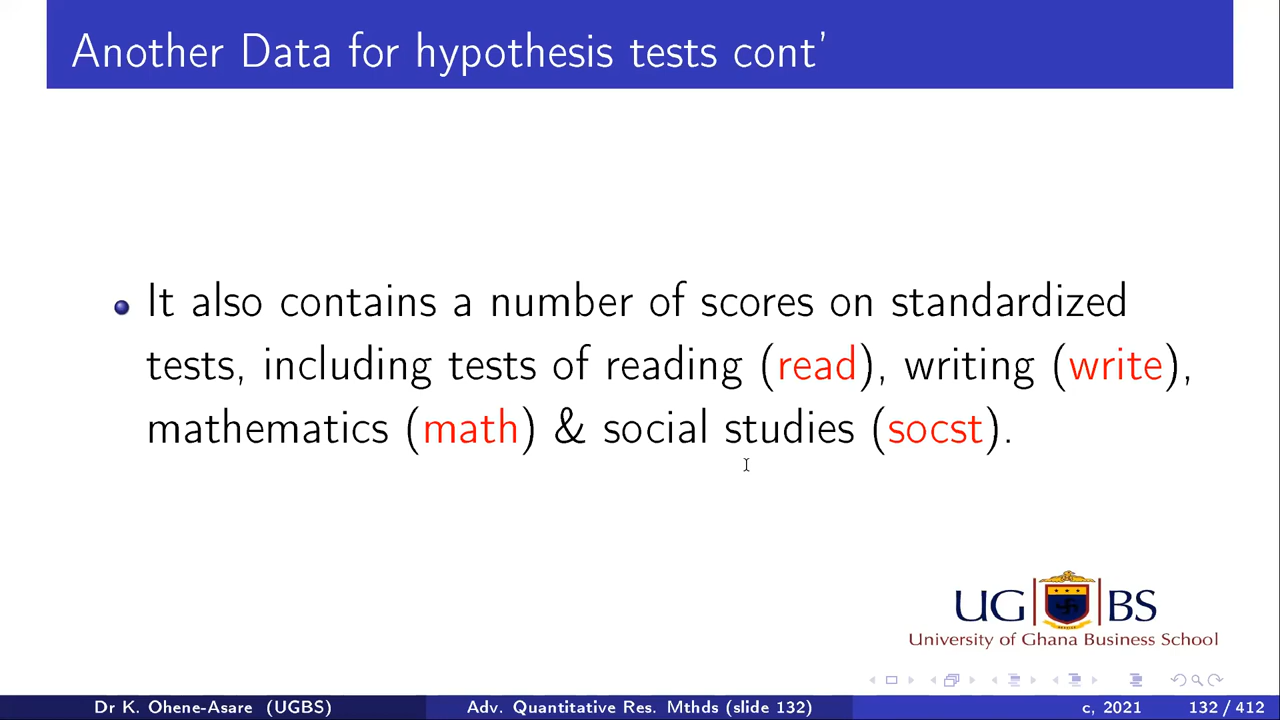 Another Data for hypothesis tests cont'
It also contains a number of scores on standardized
tests, including tests of reading (read), writing (write),
mathematics (math) & social studies (socst).
UG BS
University of Ghana Business School
Dr K. Ohene-Asare (UGBS) Adv. Quantitative Res. Mthds (slide 132) c, 2021 132 / 412